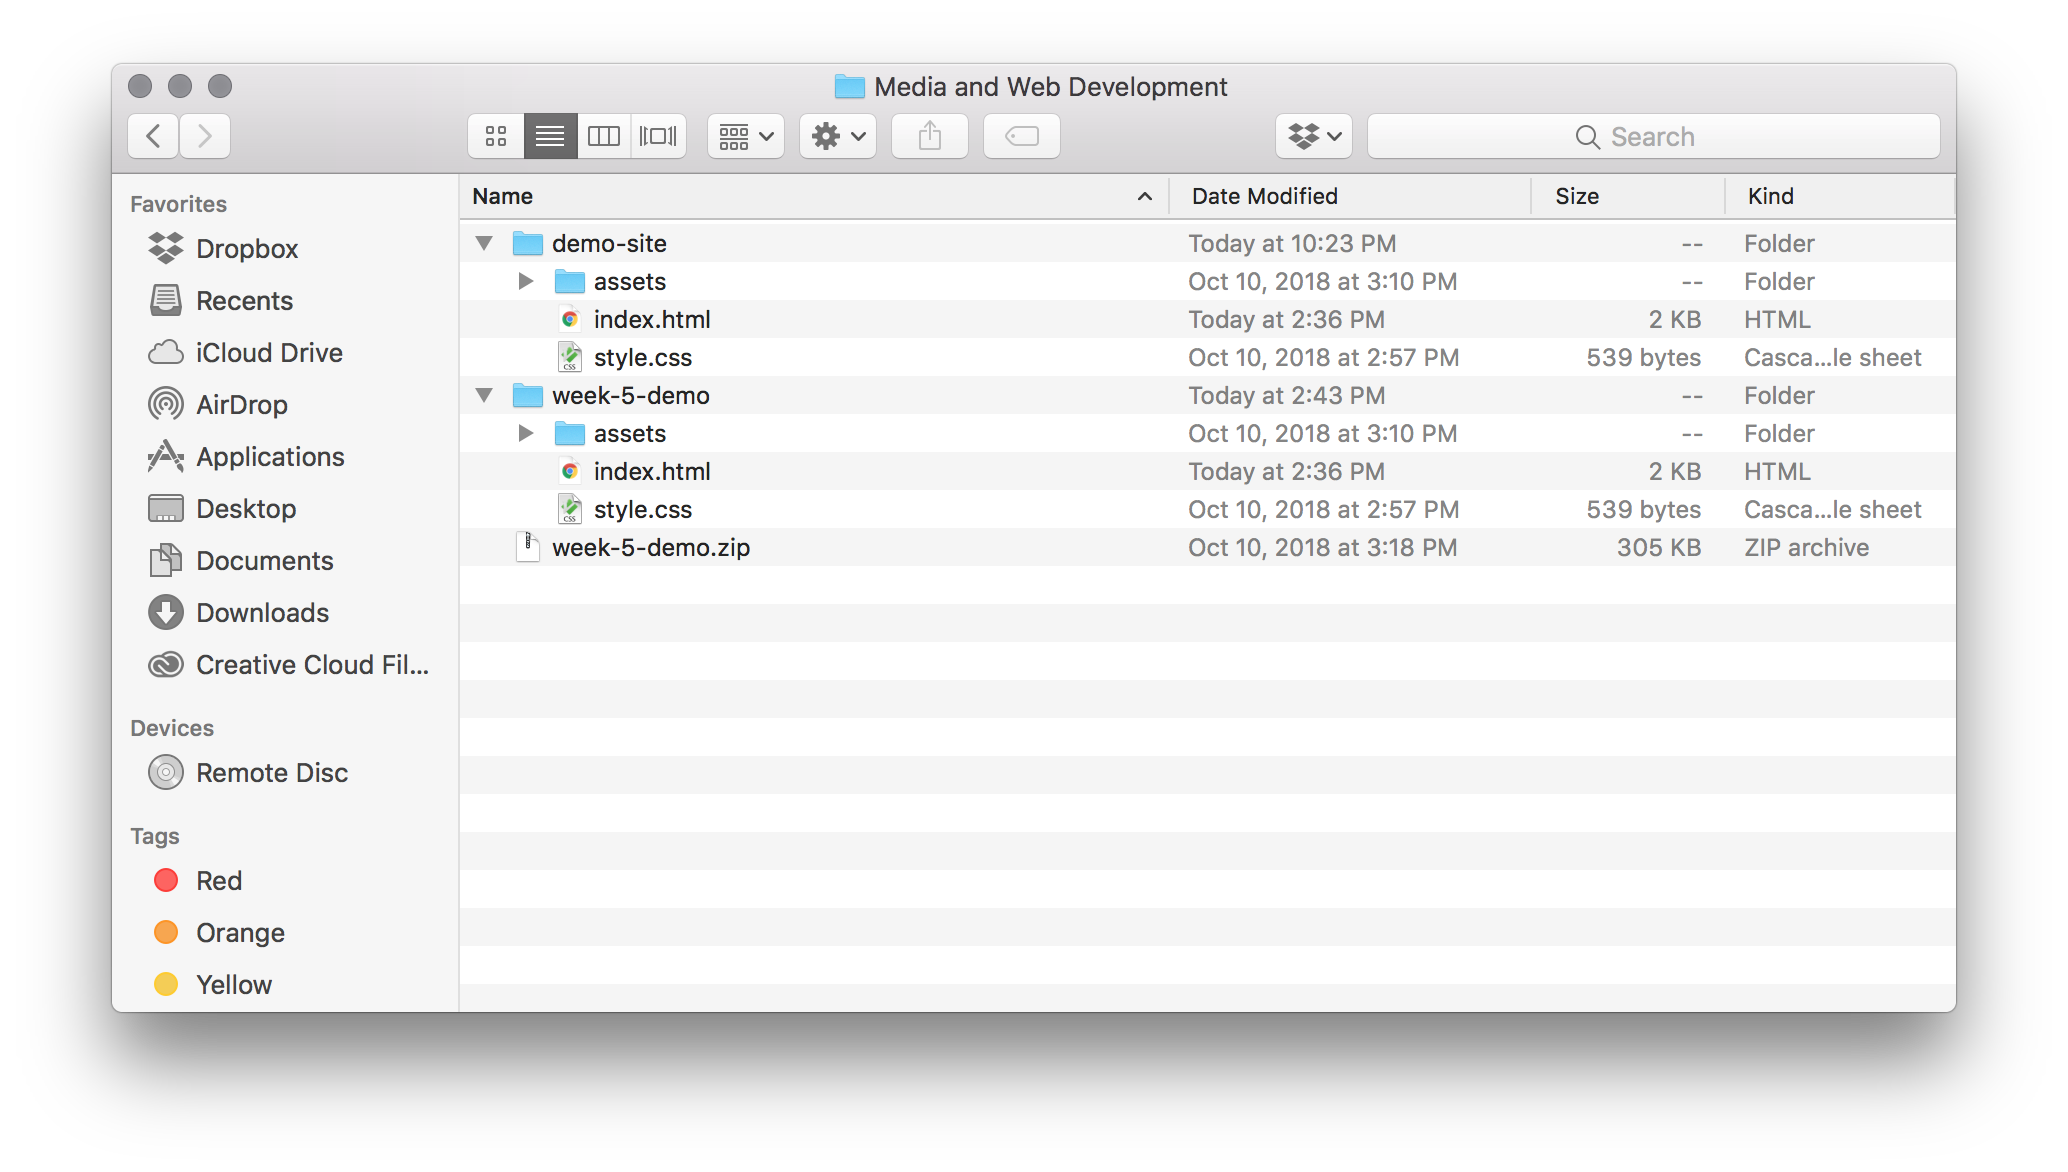 Media and Web Development
Search
Favorites
Dropbox
Recents
iCloud Drive
AirDrop
Applications
Desktop
Documents
Downloads
Creative Cloud Fil...
Devices
Remote Disc
Tags
Red
Orange
Yellow
Name Date Modified Size Kind
demo-site Today at 10:23 PM -- Folder
assets Oct 10, 2018 at 3:10 PM -- Folder
index.html Today at 2:36 PM 2 KB HTML
CSS style.css Oct 10, 2018 at 2:57 PM 539 bytes Casca...le sheet
week-5-demo Today at 2:43 PM -- Folder
assets Oct 10, 2018 at 3:10 PM -- Folder
index.html Today at 2:36 PM 2 KB HTML
CSS style.css Oct 10, 2018 at 2:57 PM 539 bytes Casca...le sheet
week-5-demo.zip Oct 10, 2018 at 3:18 PM 305 KB ZIP archive